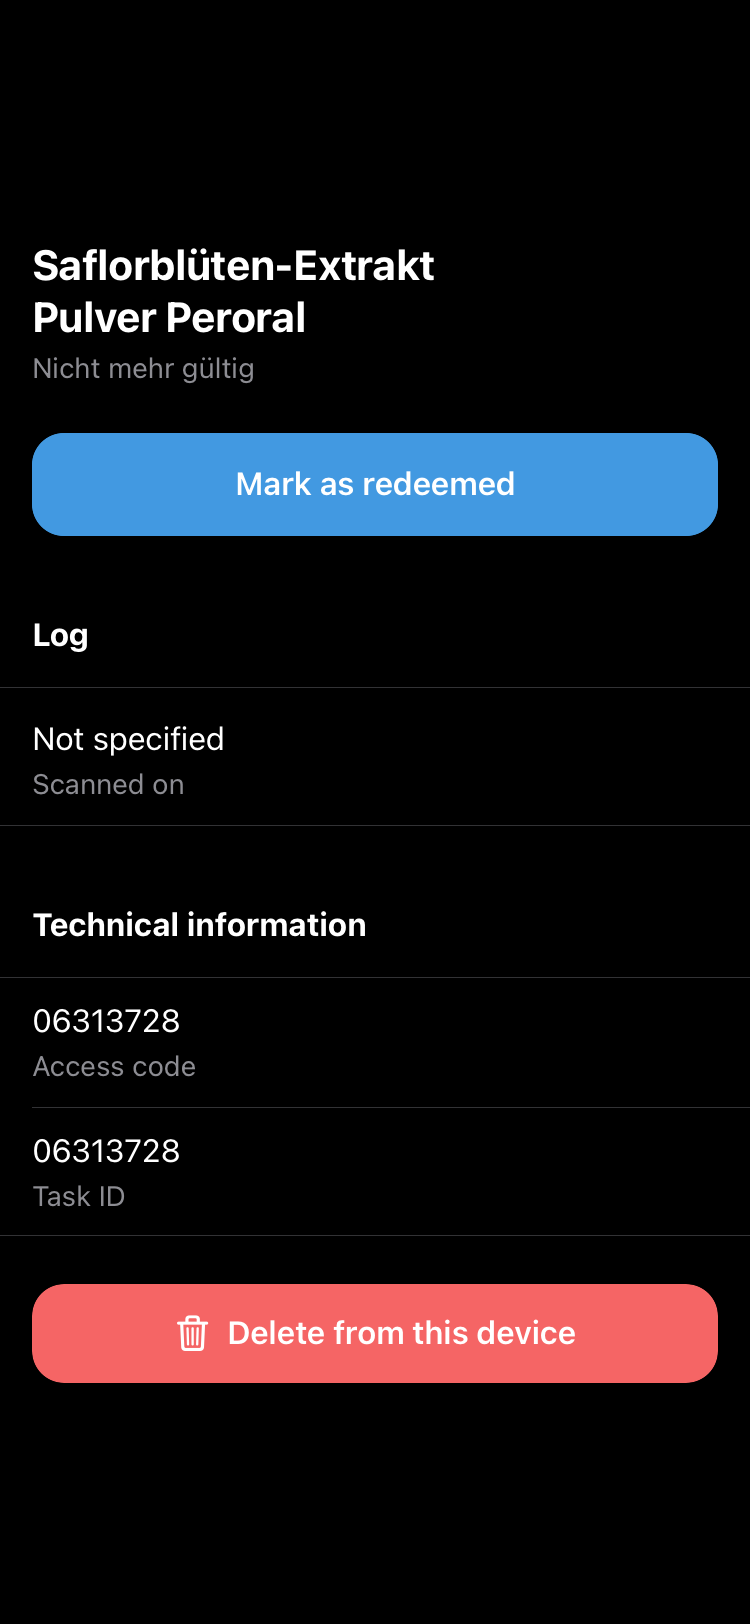 Saflorblüten-Extrakt
Pulver Peroral
Nicht mehr gültig
Mark as redeemed
Log
Not specified
Scanned on
Technical information
06313728
Access code
06313728
Task ID
Delete from this device